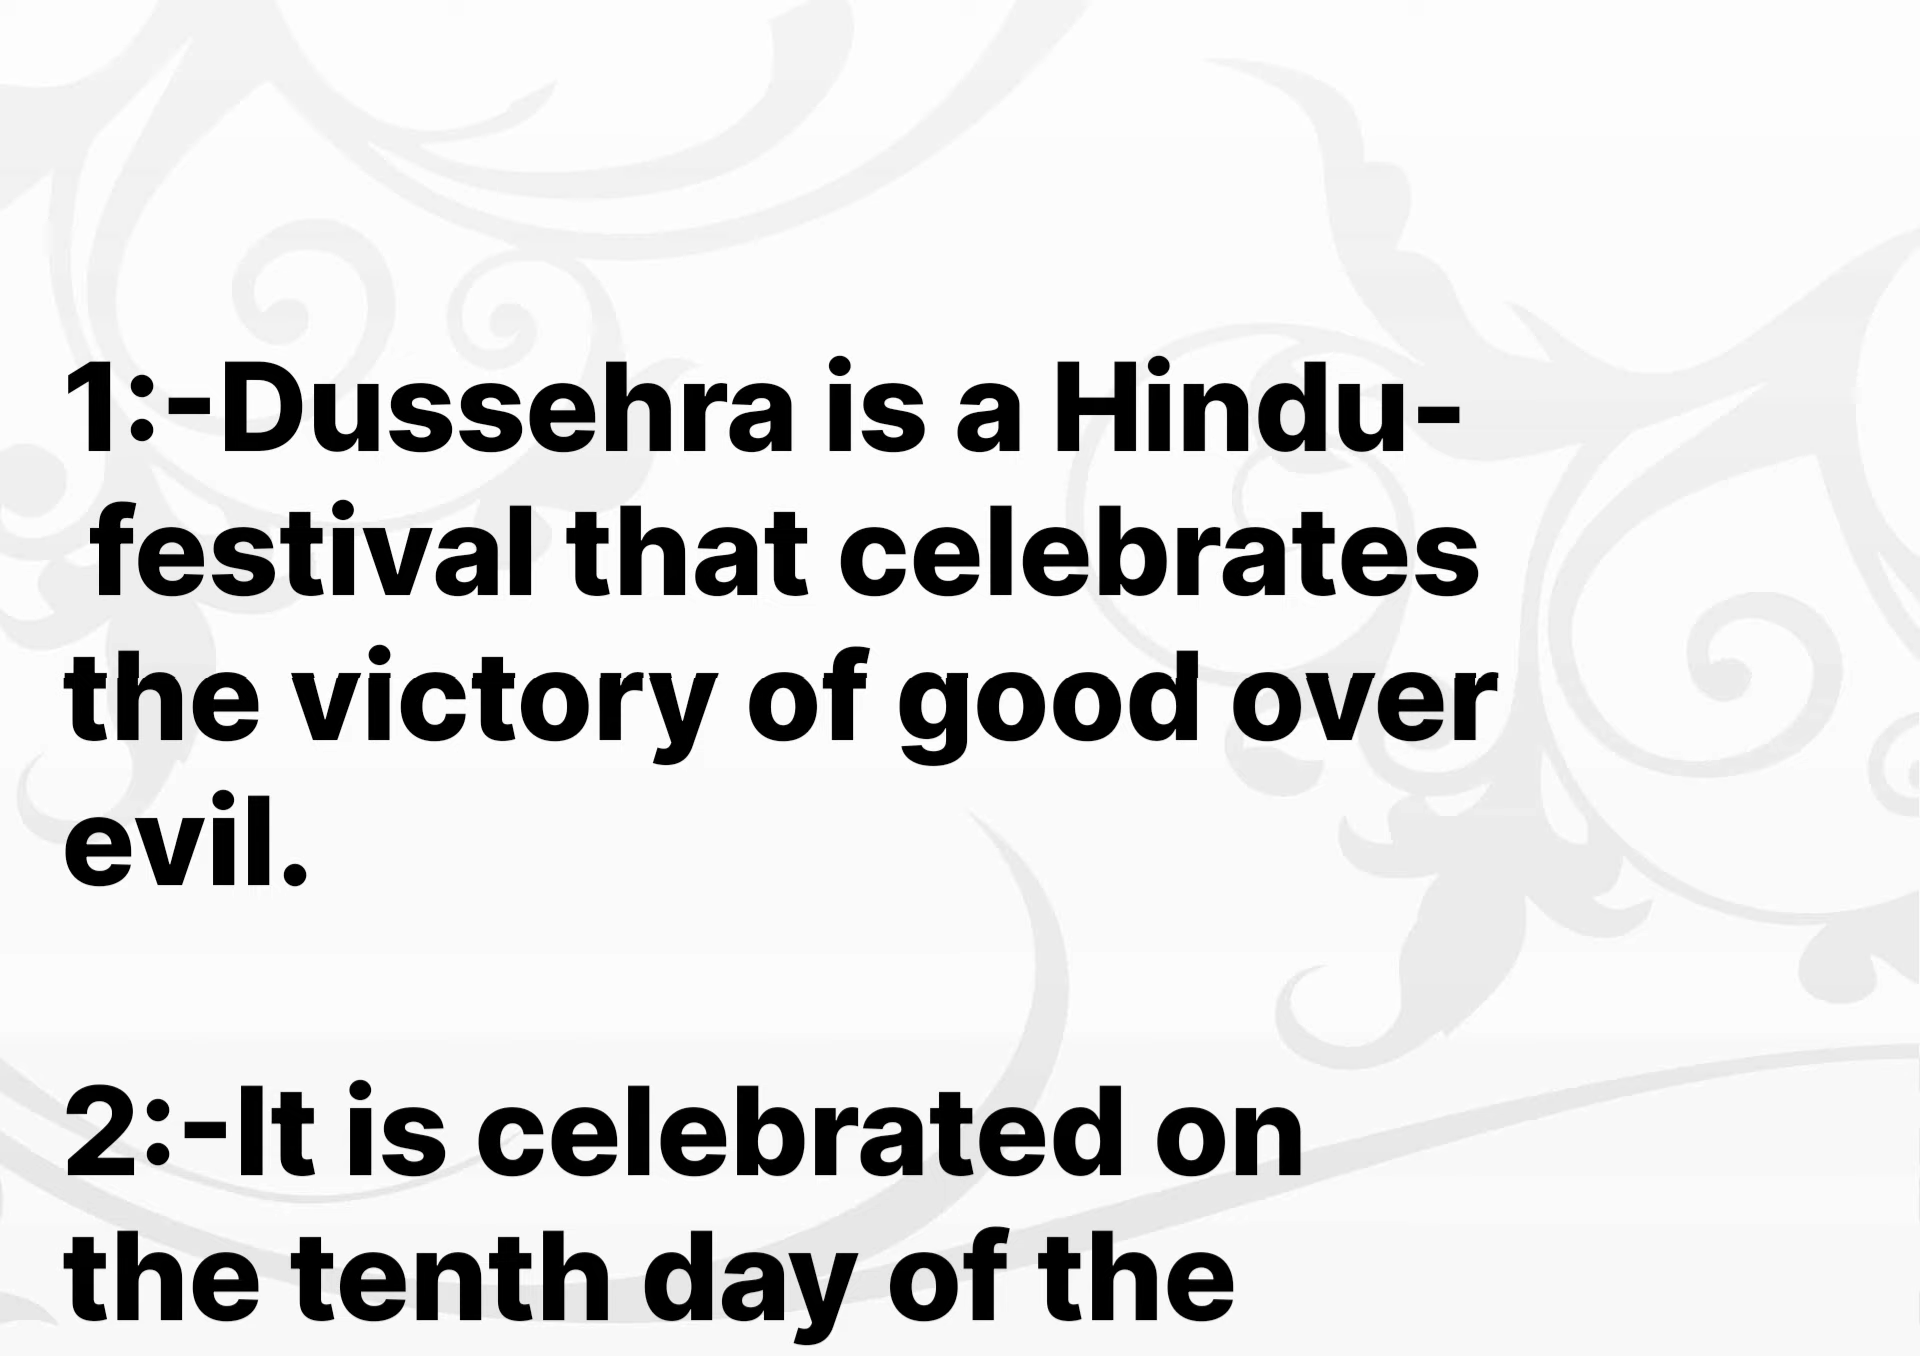 1:-Dussehra is a Hindu-
festival that celebrates
the victory of good over
evil.
2:-It is celebrated on
the tenth day of the